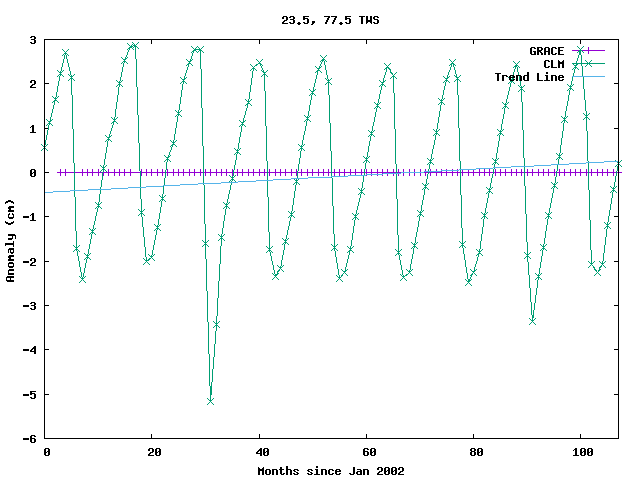 23.5, 77.5 TWS
GRACE
CLM
Trend Line
3
2
1
0
-1
-2
-3
-4
-5
-6
Anomaly (cm)
0 20 40 60 80 100
Months since Jan 2002